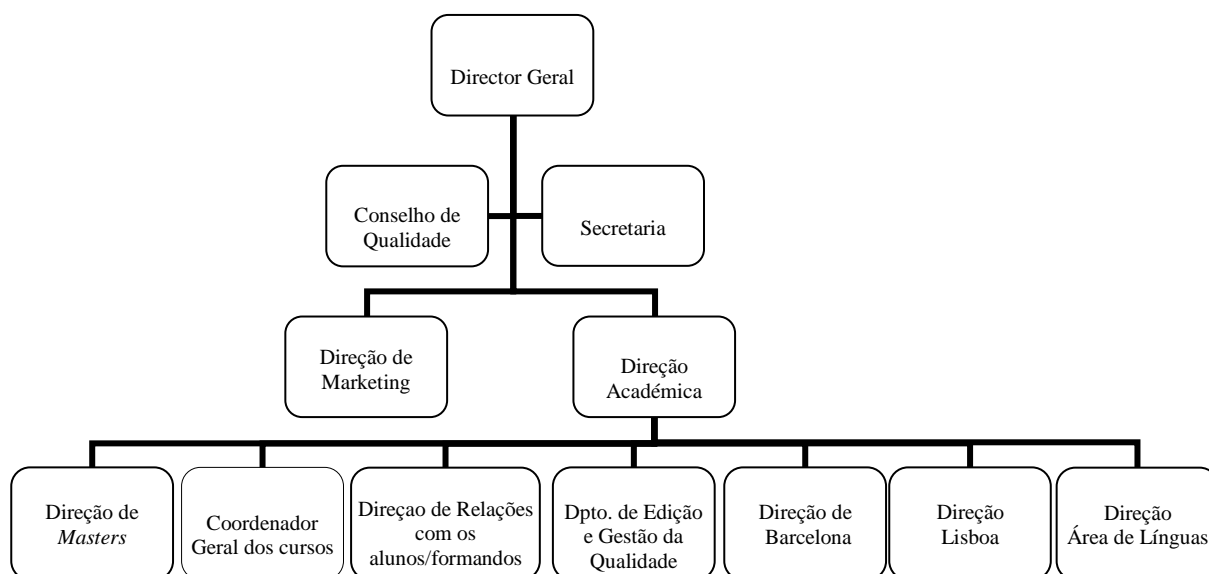 Director Geral
Conselho de
Qualidade
Secretaria
Direção de
Marketing
Direção
Académica
Direção de
Masters
Coordenador
Geral dos cursos
Direçao de Relações
com os
alunos/formandos
Dpto. de Edição
e Gestão da
Qualidade
Direção de
Barcelona
Direção
Lisboa
Direção
Área de Línguas